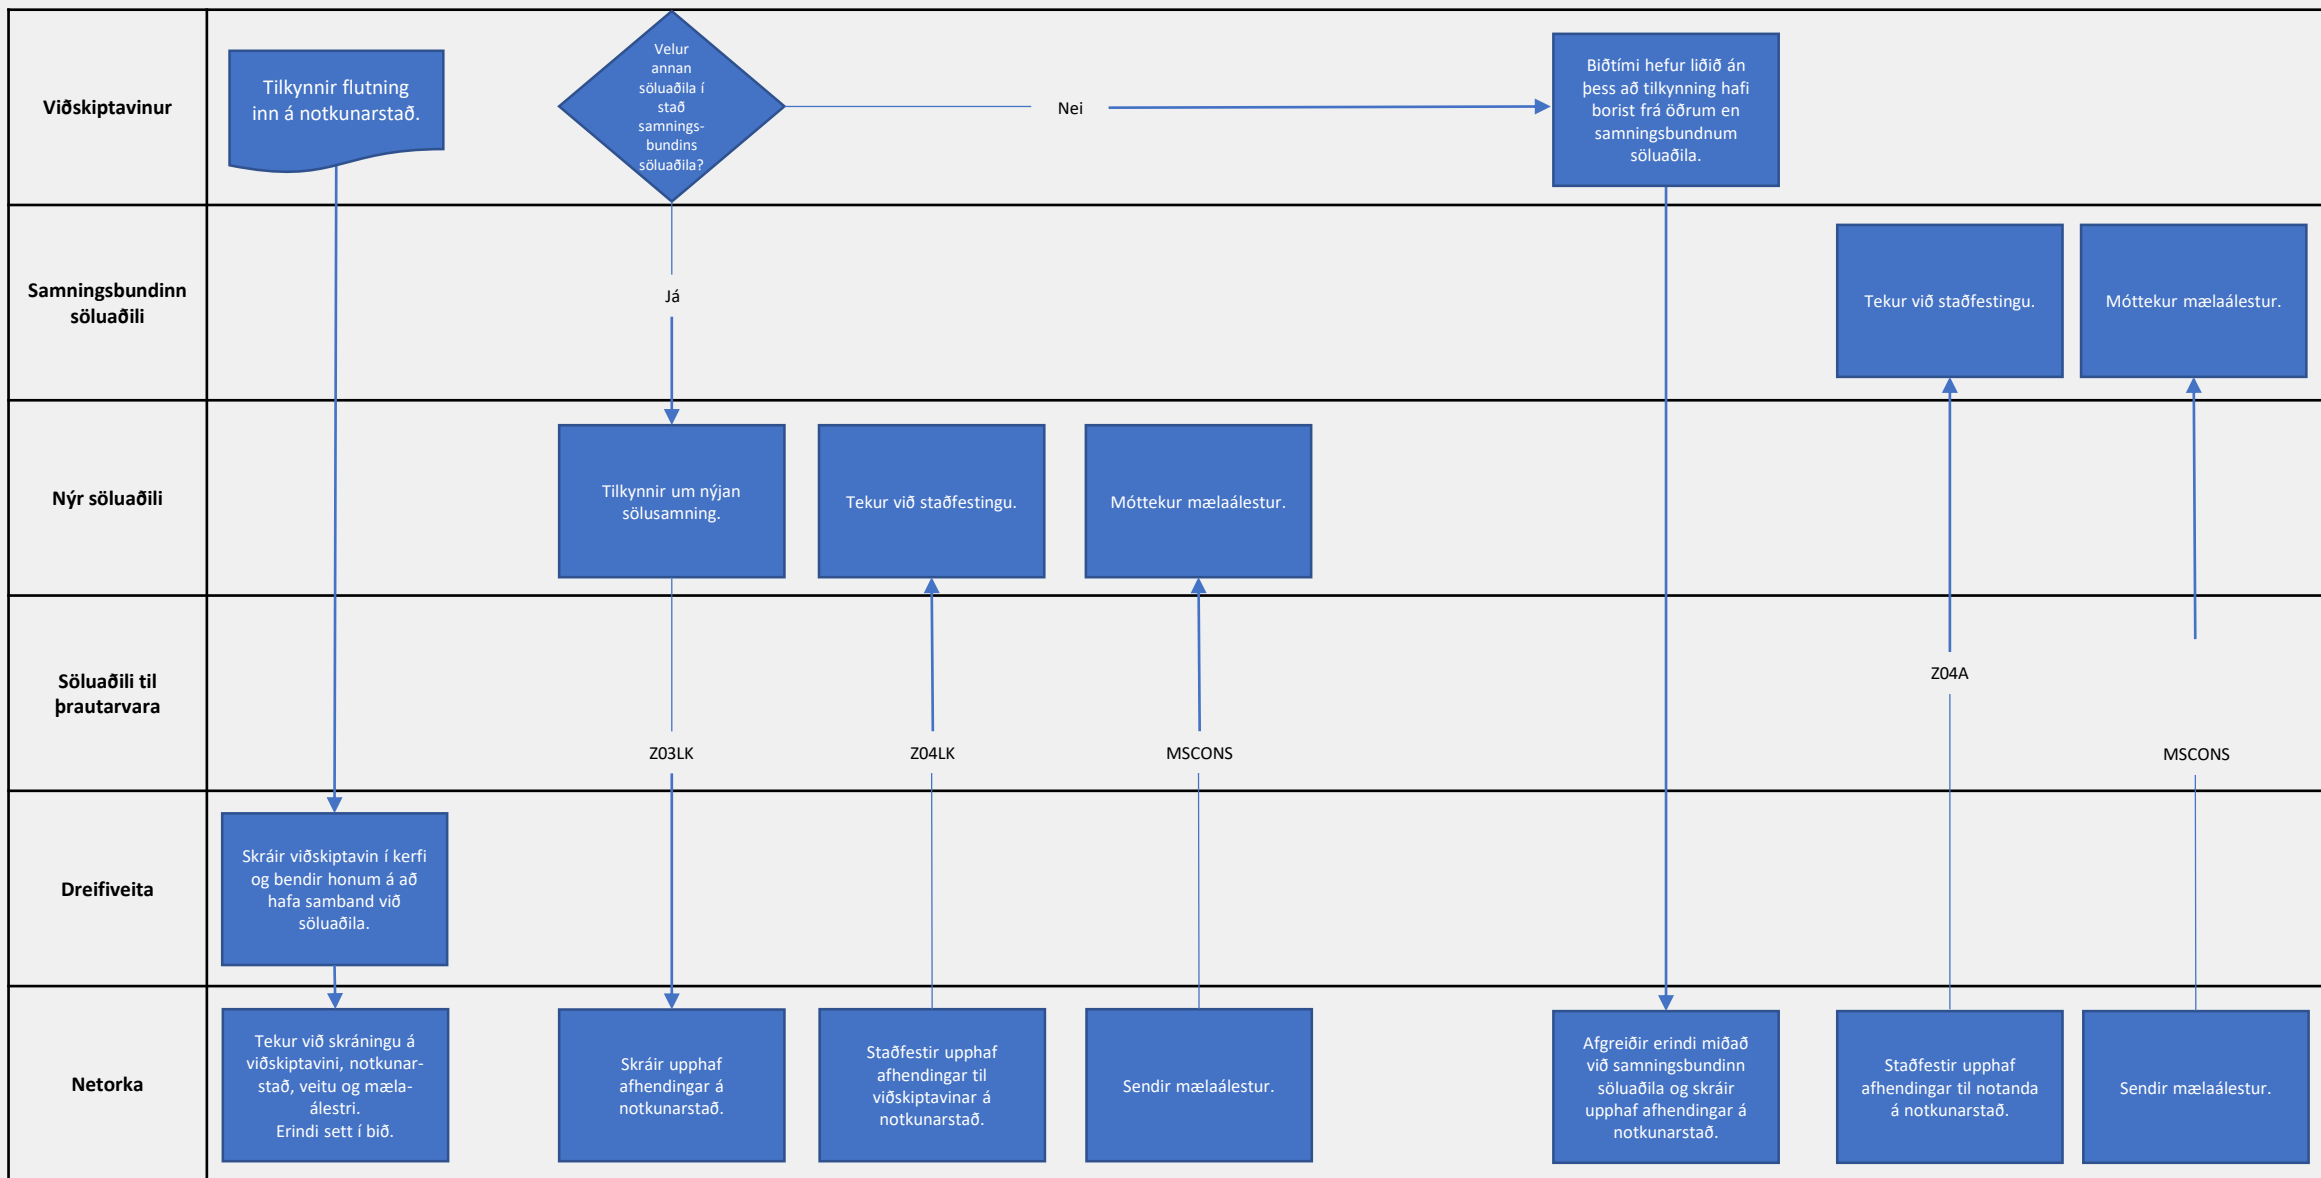 Viðskiptavinur
Tilkynnir flutning
inn á notkunarstað.
Velur
annan
söluaðila í
stað
samnings-
bundins
söluaðila?
Nei
Biðtími hefur liðið án
þess að tilkynning hafi
borist frá öðrum en
samningsbundnum
söluaðila.
Samningsbundinn
söluaðili
Já
Tekur við staðfestingu.
Móttekur mælaálestur.
Nýr söluaðili
Tilkynnir um nýjan
sölusamning.
Tekur við staðfestingu.
Móttekur mælaálestur.
Söluaðili til
þrautarvara
Z03LK
Z04LK
MSCONS
Z04A
MSCONS
Dreifiveita
Skráir viðskiptavin í kerfi
og bendir honum á að
hafa samband við
söluaðila.
Netorka
Tekur við skráningu á
viðskiptavini, notkunar-
stað, veitu og mæla-
álestri.
Erindi sett í bið.
Skráir upphaf
afhendingar á
notkunarstað.
Staðfestir upphaf
afhendingar til
viðskiptavinar á
notkunarstað.
Sendir mælaálestur.
Afgreiðir erindi miðað
við samningsbundinn
söluaðila og skráir
upphaf afhendingar á
notkunarstað.
Staðfestir upphaf
afhendingar til notanda
á notkunarstað.
Sendir mælaálestur.